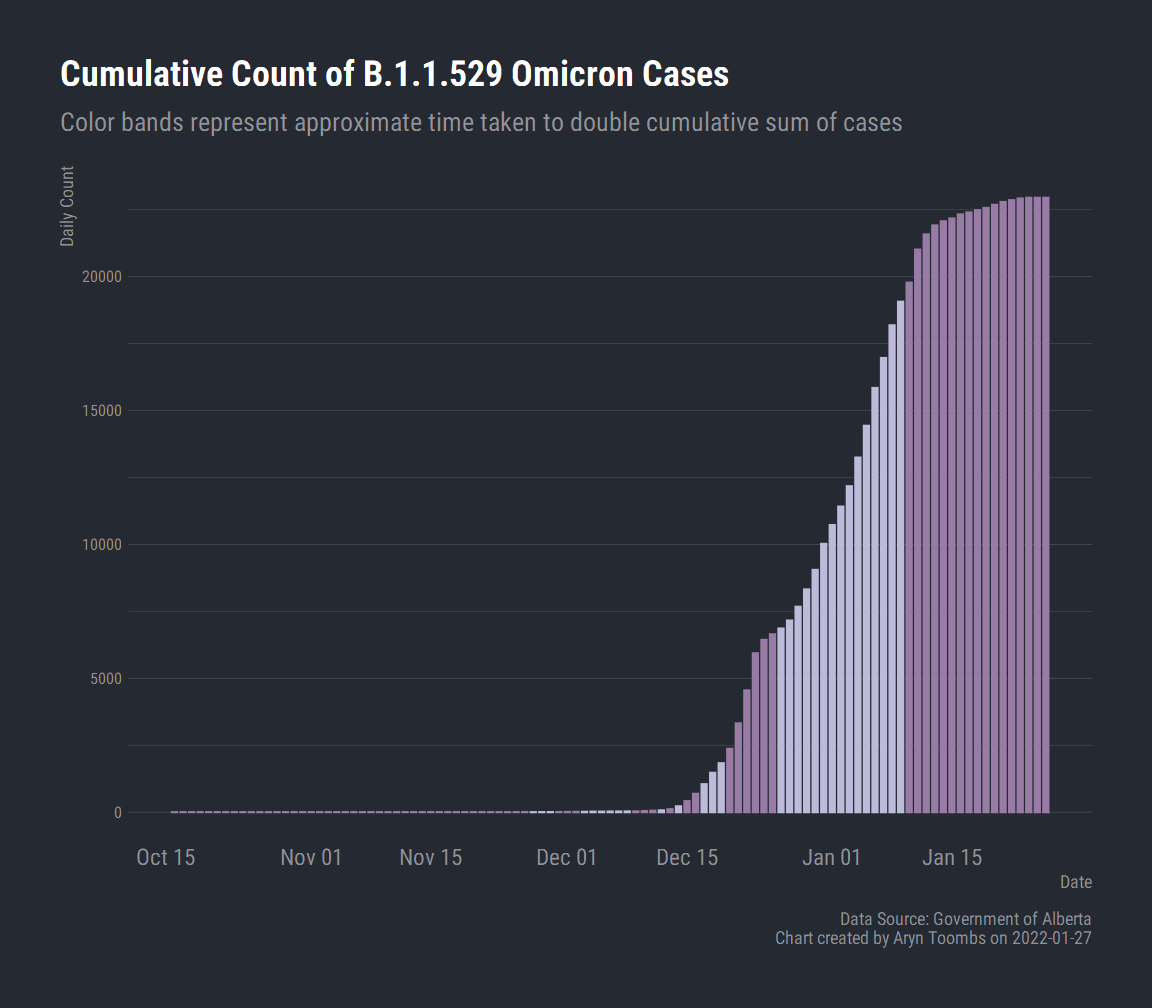 Cumulative Count of B.1.1.529 Omicron Cases
Color bands represent approximate time taken to double cumulative sum of cases
Daily Count
20000
15000
10000
5000
0
Oct 15 Nov 01 Nov 15 Dec 01 Dec 15 Jan 01 Jan 15
Date
Data Source: Government of Alberta
Chart created by Aryn Toombs on 2022-01-27